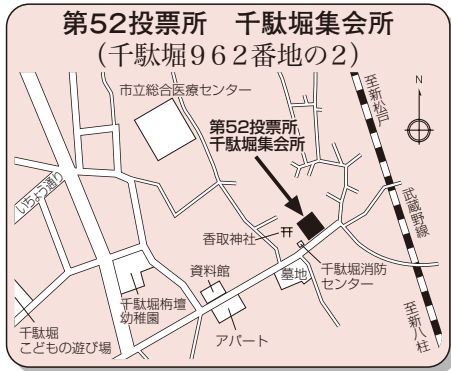 第52投票所　千駄堀集会所
(千駄堀９６２番地の２)
市立総合医療センター
至新松戸
N
第52投票所
千駄堀集会所
いちょう通り
武蔵野線
香取神社
千駄堀消防
センター
資料館
墓地
千駄堀栴壇
幼稚園
アパート
千駄堀
こどもの遊び場
至新八柱